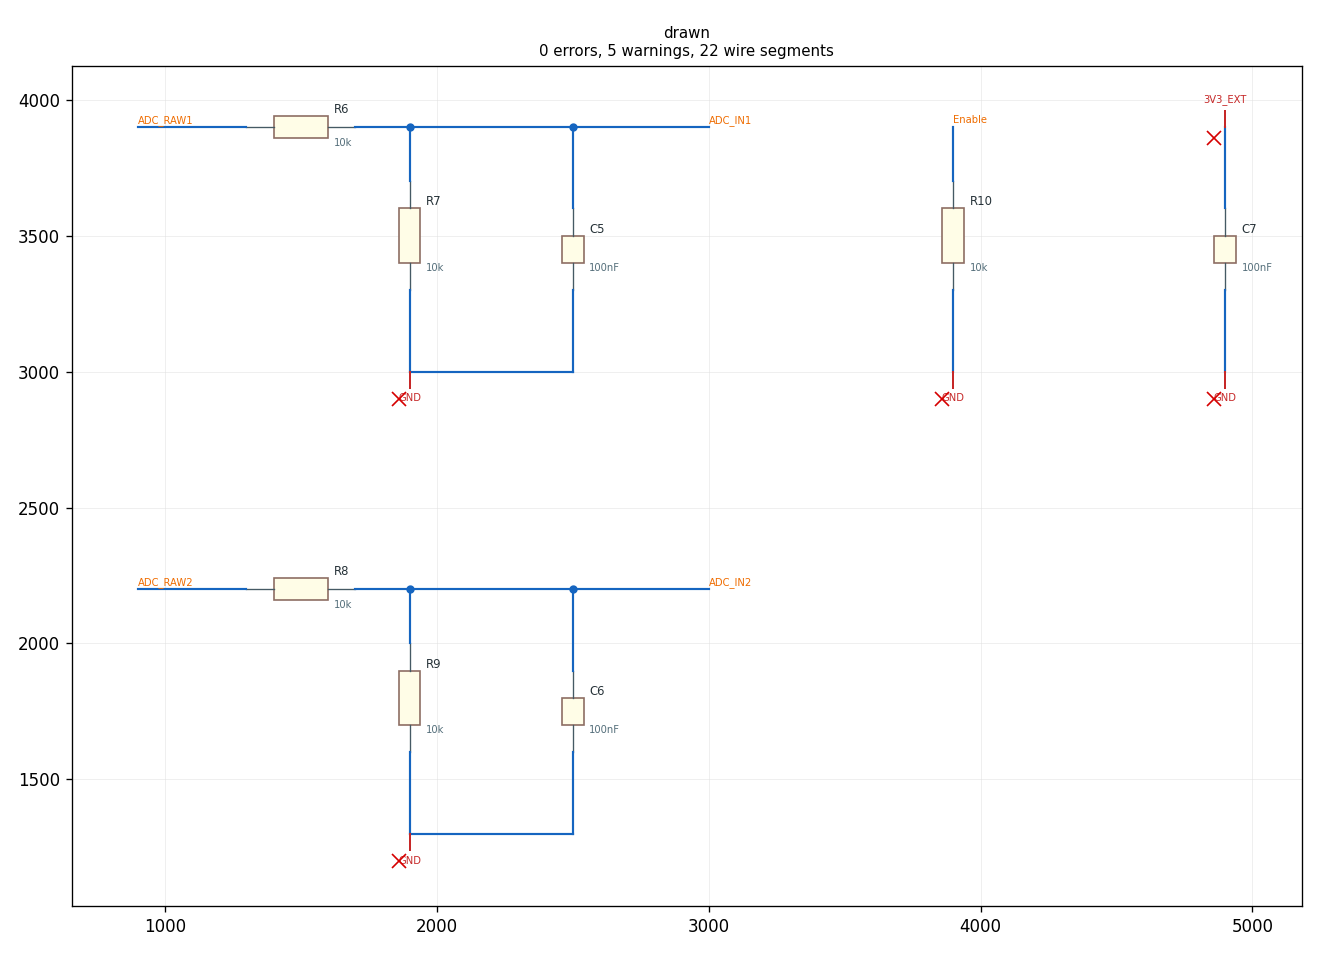 drawn
0 errors, 5 warnings, 22 wire segments
4000
3V3_EXT
R6
ADC_RAW1
ADC_IN1
Enable
10k
R7
R10
3500
C5
C7
10k
100nF
10k
100nF
3000
GND
GND
GND
2500
R8
ADC_RAW2
ADC_IN2
10k
2000
R9
C6
10k
100nF
1500
GND
1000
2000
3000
4000
5000